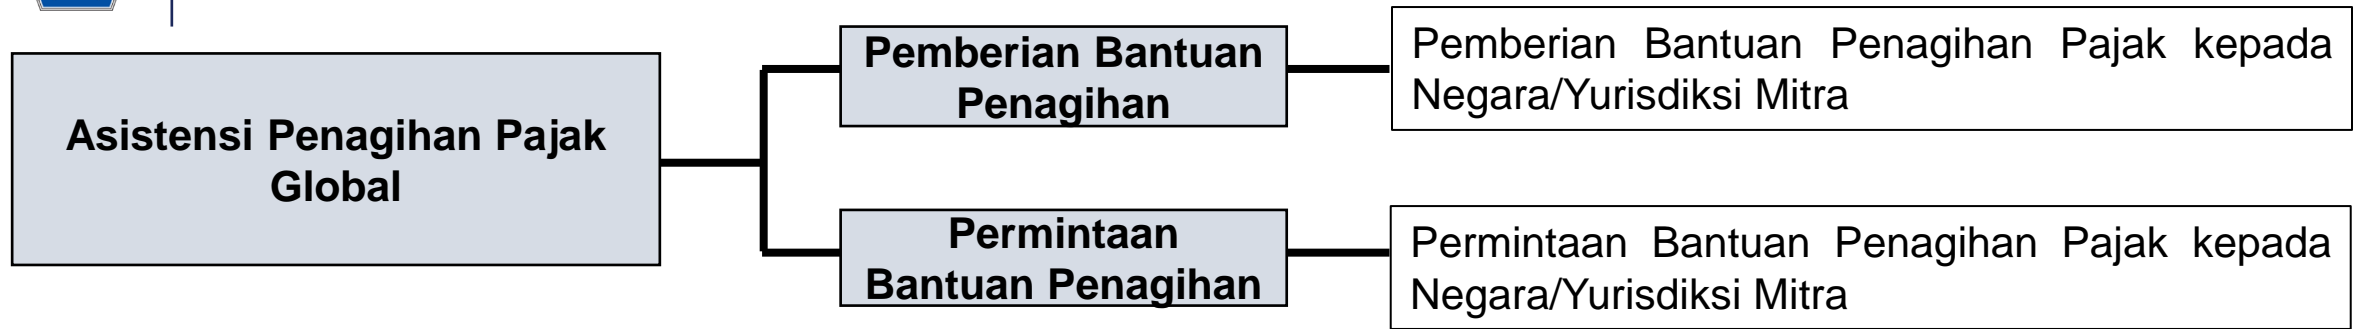 Asistensi Penagihan Pajak
Global
Pemberian Bantuan
Penagihan
Pemberian Bantuan Penagihan Pajak kepada
Negara/Yurisdiksi Mitra
Permintaan
Bantuan Penagihan
Permintaan Bantuan Penagihan Pajak kepada
Negara/Yurisdiksi Mitra